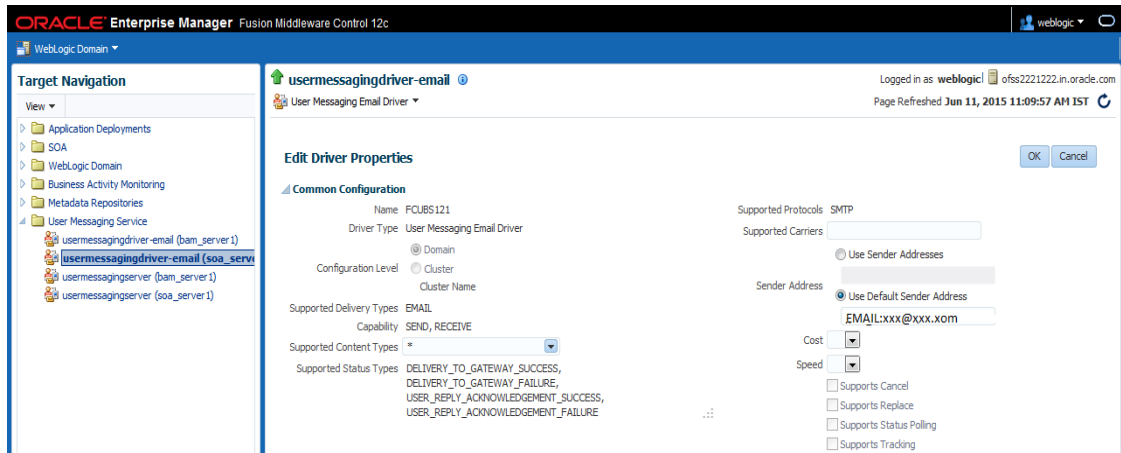 ORACLE Enterprise Manager Fusion Middleware Control 12c
weblogic
WebLogic Domain
Target Navigation
View
Application Deployments
SOA
WebLogic Domain
Business Activity Monitoring
Metadata Repositories
User Messaging Service
usermessagingdriver-email (bam_server1)
usermessagingdriver-email (soa_serve
usermessagingserver (bam_server1)
usermessagingserver (soa_server1)
usermessagingdriver-email
Logged in as weblogic ofss2221222.in.oracle.com
User Messaging Email Driver
Page Refreshed Jun 11, 2015 11:09:57 AM IST
Edit Driver Properties
OK Cancel
Common Configuration
Name FCUBS121
Driver Type User Messaging Email Driver
Configuration Level
Domain
Cluster
Cluster Name
Supported Delivery Types EMAIL
Capability SEND, RECEIVE
Supported Content Types *
Supported Status Types DELIVERY_TO_GATEWAY_SUCCESS,
DELIVERY_TO_GATEWAY_FAILURE,
USER_REPLY_ACKNOWLEDGEMENT_SUCCESS,
USER_REPLY_ACKNOWLEDGEMENT_FAILURE
Supported Protocols SMTP
Supported Carriers
Sender Address
Use Sender Addresses
Use Default Sender Address
EMAIL:xxx@xxx.xom
Cost
Speed
Supports Cancel
Supports Replace
Supports Status Polling
Supports Tracking